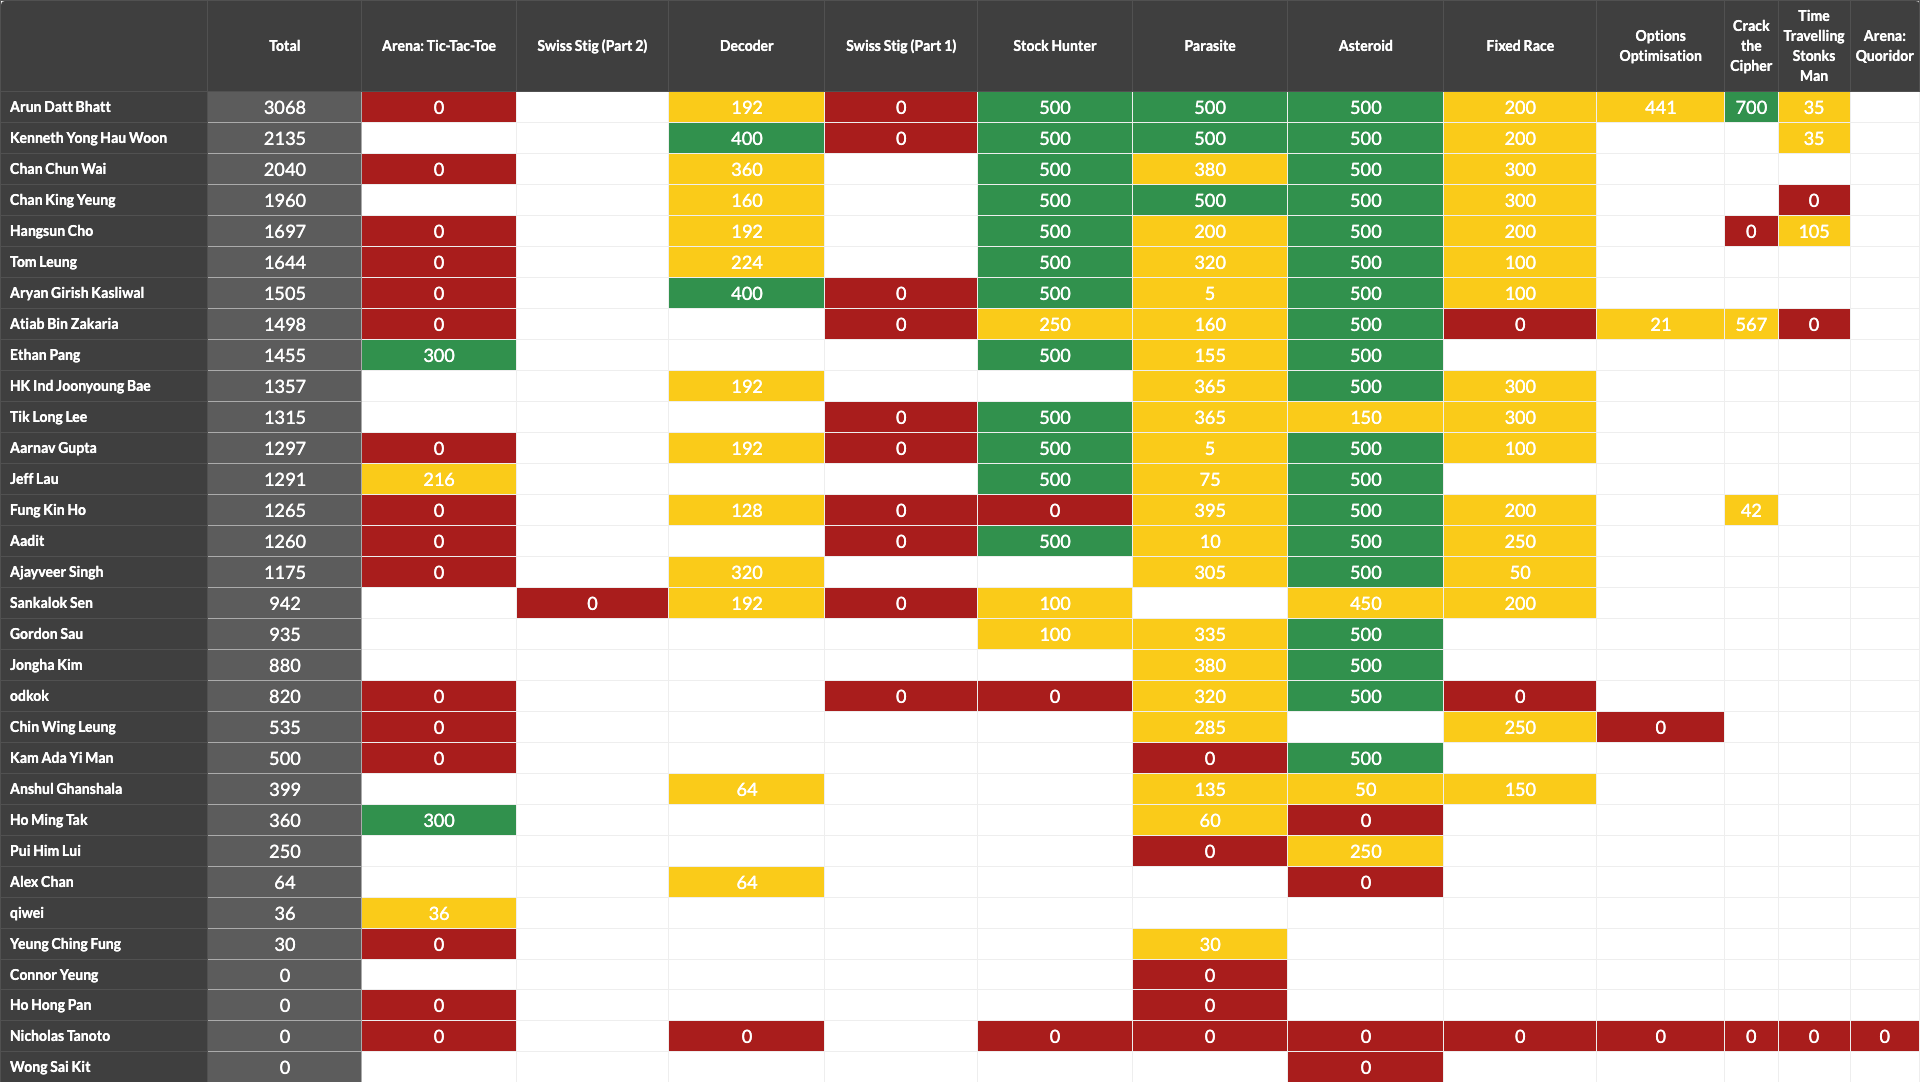 Total Arena: Tic-Tac-Toe Swiss Stig (Part 2) Decoder Swiss Stig (Part 1) Stock Hunter Parasite Asteroid Fixed Race Options Optimisation Crack the Cipher Time Travelling Stonks Man Arena: Quoridor
Arun Datt Bhatt 3068 0 192 0 500 500 500 200 441 700 35
Kenneth Yong Hau Woon 2135 400 0 500 500 500 200 35
Chan Chun Wai 2040 0 360 500 380 500 300
Chan King Yeung 1960 160 500 500 500 300 0
Hangsun Cho 1697 0 192 500 200 500 200 0 105
Tom Leung 1644 0 224 500 320 500 100
Aryan Girish Kasliwal 1505 0 400 0 500 5 500 100
Atiab Bin Zakaria 1498 0 0 250 160 500 0 21 567 0
Ethan Pang 1455 300 500 155 500
HK Ind Joonyoung Bae 1357 192 365 500 300
Tik Long Lee 1315 0 500 365 150 300
Aarnav Gupta 1297 0 192 0 500 5 500 100
Jeff Lau 1291 216 500 75 500
Fung Kin Ho 1265 0 128 0 0 395 500 200 42
Aadit 1260 0 0 500 10 500 250
Ajayveer Singh 1175 0 320 305 500 50
Sankalok Sen 942 0 192 0 100 450 200
Gordon Sau 935 100 335 500
Jongha Kim 880 380 500
odkok 820 0 0 0 320 500 0
Chin Wing Leung 535 0 285 250 0
Kam Ada Yi Man 500 0 0 500
Anshul Ghanshala 399 64 135 50 150
Ho Ming Tak 360 300 60 0
Pui Him Lui 250 0 250
Alex Chan 64 64 0
qiwei 36 36
Yeung Ching Fung 30 0 30
Connor Yeung 0 0
Ho Hong Pan 0 0 0
Nicholas Tanoto 0 0 0 0 0 0 0 0 0 0 0
Wong Sai Kit 0 0